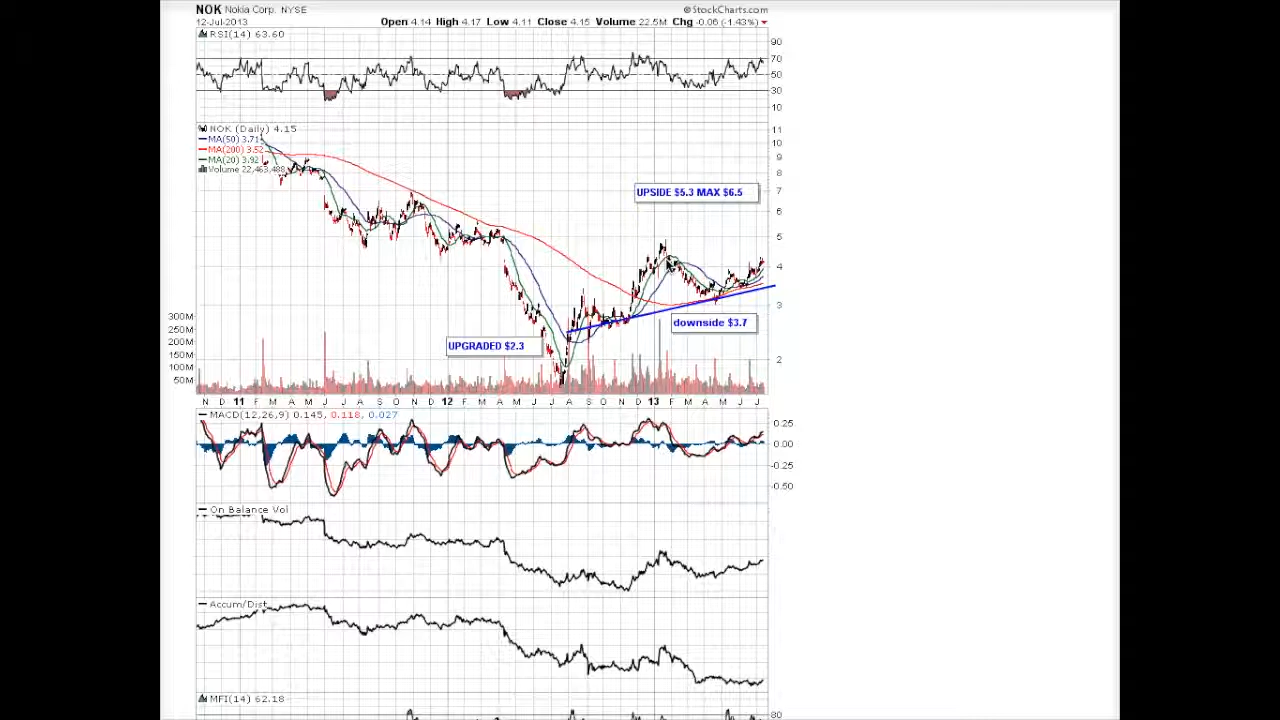 NOK Nokia Corp. NYSE
© StockCharts.com
12-Jul-2013
Open 4.14 High 4.17 Low 4.11 Close 4.15 Volume 22.5M Chg -0.06 (-1.43%)
RSI(14) 63.60
90
70
50
30
10
NOK (Daily) 4.15
MA(50) 3.71
MA(200) 3.52
MA(20) 3.92
Volume 22,463,488
11
10
9
8
7
6
5
4
3
2
UPSIDE $5.3 MAX $6.5
downside $3.7
UPGRADED $2.3
300M
250M
200M
150M
100M
50M
N D 11 F M A M J J A S O N D 12 F M A M J J A S O N D 13 F M A M J J
MACD(12,26,9) 0.145, 0.118, 0.027
0.25
0.00
-0.25
-0.50
On Balance Vol
Accum/Dist
MFI(14) 62.18
80